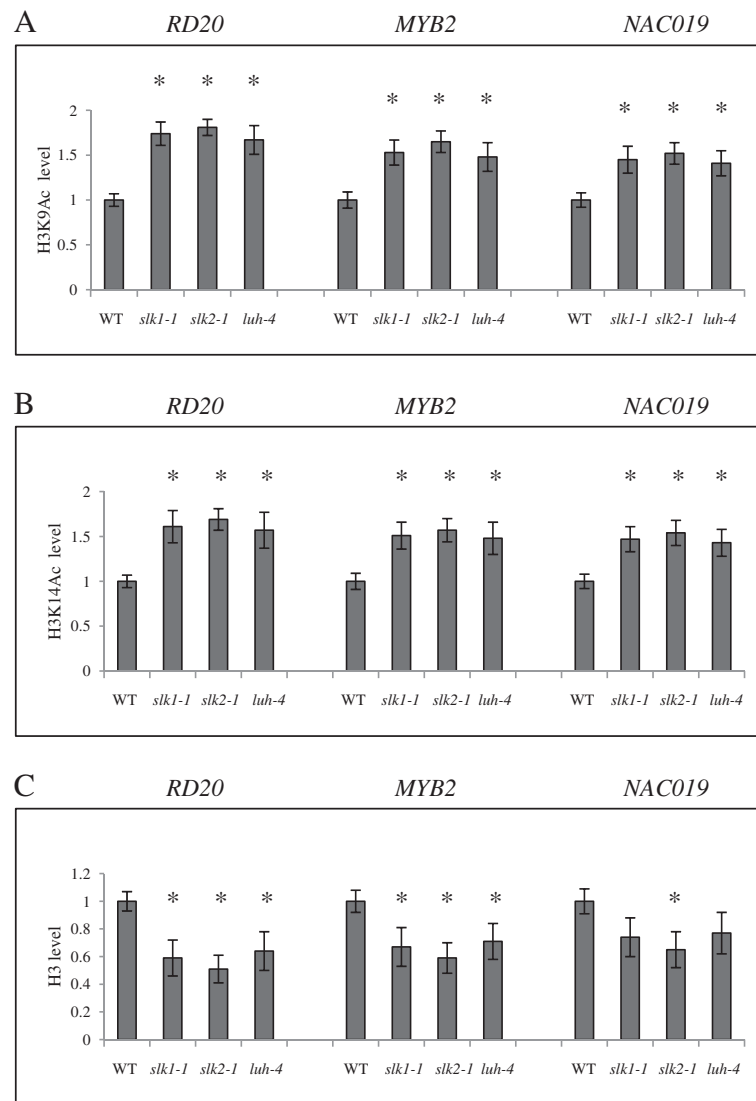 A
RD20 MYB2 NAC019
* * * * * * * * *
2
1.5
1
0.5
0
H3K9Ac level
WT slk1-1 slk2-1 luh-4 WT slk1-1 slk2-1 luh-4 WT slk1-1 slk2-1 luh-4
B
RD20 MYB2 NAC019
* * * * * * * * *
2
1.5
1
0.5
0
H3K14Ac level
WT slk1-1 slk2-1 luh-4 WT slk1-1 slk2-1 luh-4 WT slk1-1 slk2-1 luh-4
C
RD20 MYB2 NAC019
* * * * * * *
1.2
1
0.8
0.6
0.4
0.2
0
H3 level
WT slk1-1 slk2-1 luh-4 WT slk1-1 slk2-1 luh-4 WT slk1-1 slk2-1 luh-4